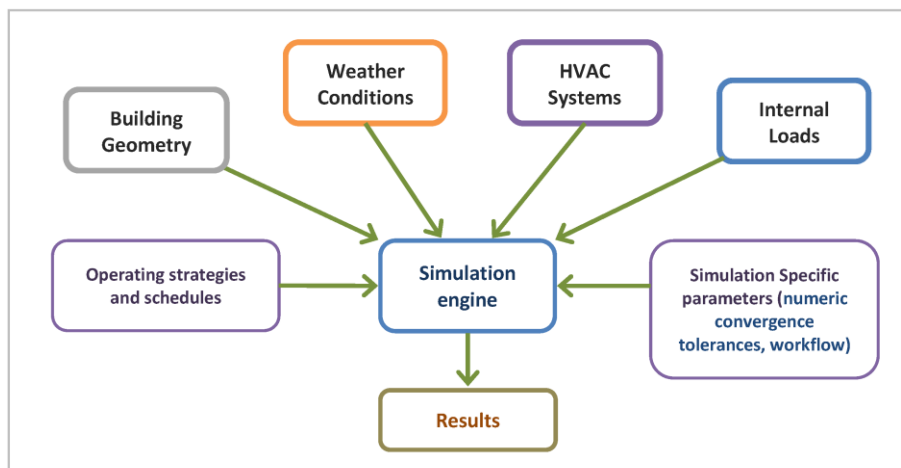 Building
Geometry
Weather
Conditions
HVAC
Systems
Internal
Loads
Operating strategies
and schedules
Simulation
engine
Simulation Specific
parameters (numeric
convergence
tolerances, workflow)
Results